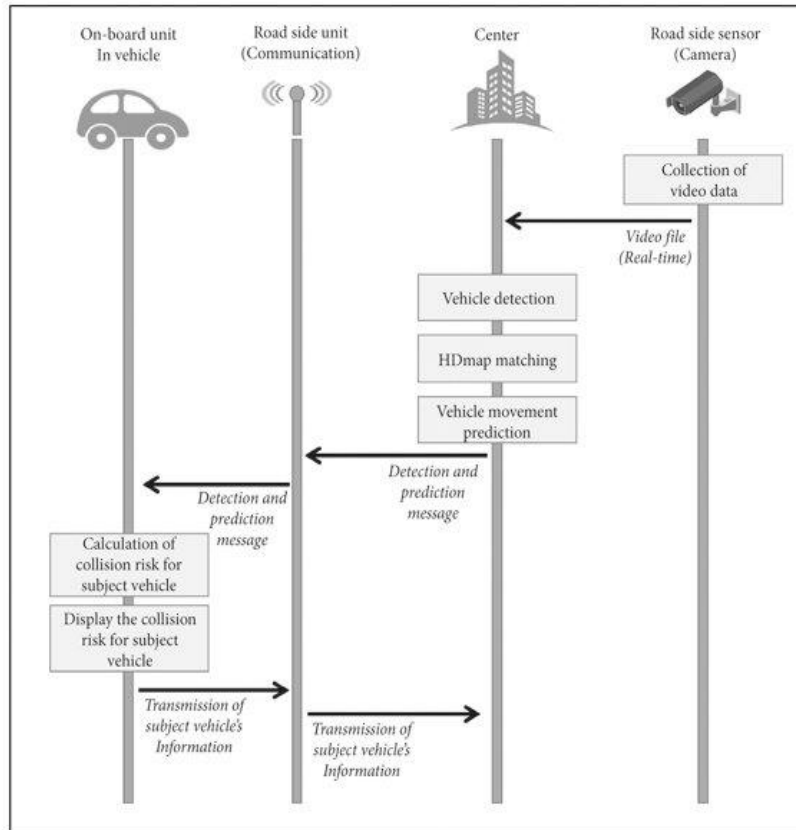 On-board unit
In vehicle
Road side unit
(Communication)
Center
Road side sensor
(Camera)
Collection of
video data
Video file
(Real-time)
Vehicle detection
HDmap matching
Vehicle movement
prediction
Detection and
prediction
message
Detection and
prediction
message
Calculation of
collision risk for
subject vehicle
Display the collision
risk for subject
vehicle
Transmission of
subject vehicle's
Information
Transmission of
subject vehicle's
Information